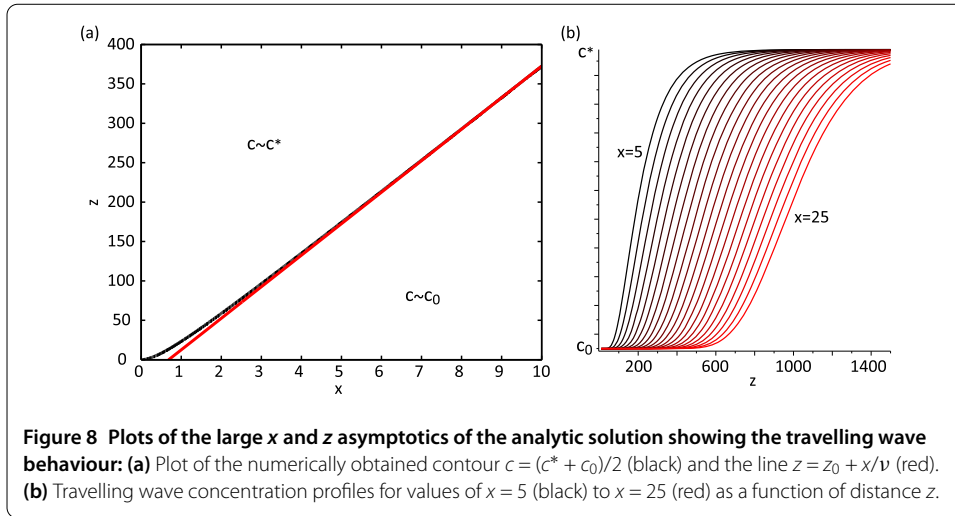 (a)
400
350
300
250
200
150
100
50
0
z
c~c*
c~c₀
0 1 2 3 4 5 6 7 8 9 10
x
(b)
c*
x=5
x=25
c₀
200 600 1000 1400
z
Figure 8 Plots of the large x and z asymptotics of the analytic solution showing the travelling wave
behaviour: (a) Plot of the numerically obtained contour c = (c* + c₀)/2 (black) and the line z = z₀ + x/ν (red).
(b) Travelling wave concentration profiles for values of x = 5 (black) to x = 25 (red) as a function of distance z.